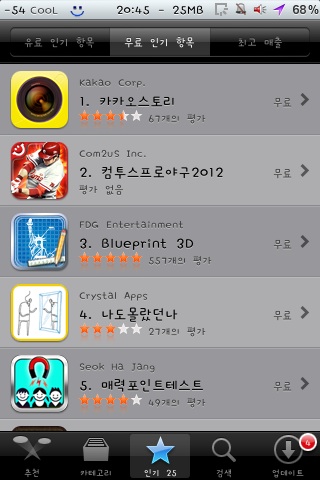 -54 CooL 20:45 - 25MB 68%
유료 인기 항목 무료 인기 항목 최고 매출
Kakao Corp.
1. 카카오스토리 무료
67개의 평가
Com2uS Inc.
2. 컴투스프로야구2012 무료
평가 없음
FDG Entertainment
3. Blueprint 3D 무료
557개의 평가
Crystal Apps
4. 나도몰랐던나 무료
27개의 평가
Seok Ha Jang
5. 매력포인트테스트 무료
49개의 평가
4
추천 카테고리 인기 25 검색 업데이트